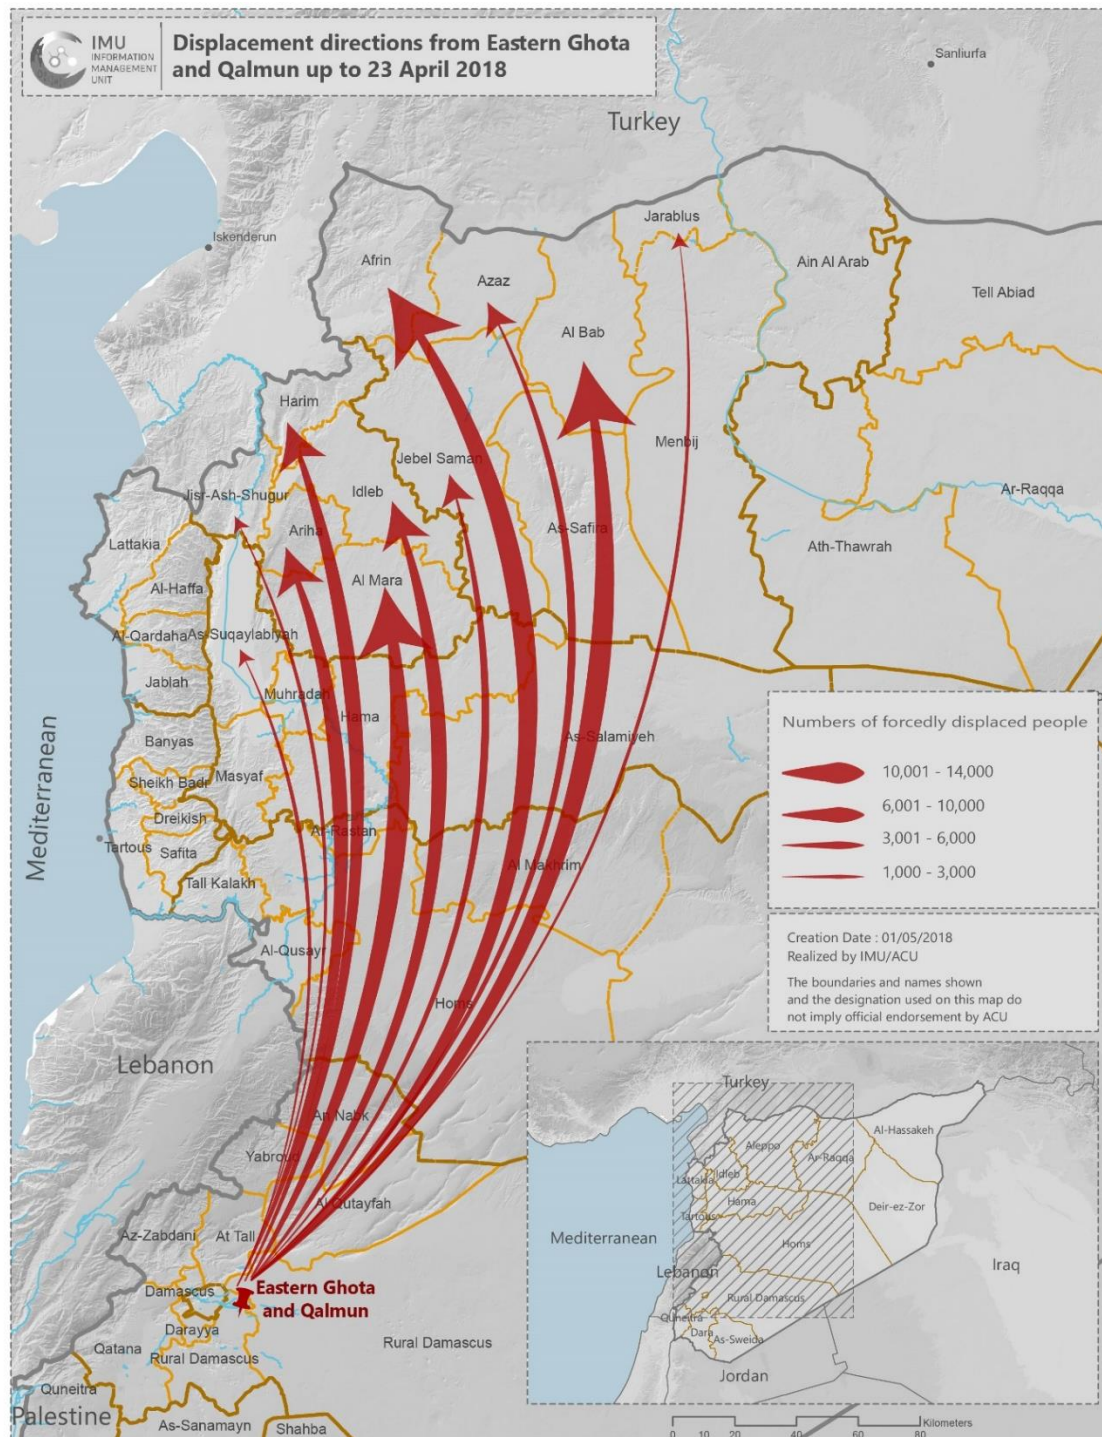 IMU
INFORMATION
MANAGEMENT
UNIT
Displacement directions from Eastern Ghota
and Qalmun up to 23 April 2018
Sanliurfa
Turkey
Iskenderun
Jarablus
Afrin
Azaz
Ain Al Arab
Tell Abiad
Al Bab
Harim
Menbij
Jebel Saman
Idleb
Jisr-Ash-Shugur
Ar-Raqqa
Ariha
As-Safira
Lattakia
Ath-Thawrah
Al Mara
Al-Haffa
Al-Qardaha
As-Suqaylabiyah
Jablah
Muhradah
Hama
As-Salamiyeh
Banyas
Masyaf
Sheikh Badr
Dreikish
Ar-Rastan
Tartous
Safita
Al Makhrim
Tall Kalakh
Mediterranean
Al-Qusayr
Homs
Lebanon
An Nabk
Yabroud
Al Qutayfah
Az-Zabdani
At Tall
Damascus
Eastern Ghota
and Qalmun
Darayya
Qatana
Rural Damascus
Rural Damascus
Quneitra
Palestine
As-Sanamayn
Shahba
Numbers of forcedly displaced people
10,001 - 14,000
6,001 - 10,000
3,001 - 6,000
1,000 - 3,000
Creation Date : 01/05/2018
Realized by IMU/ACU
The boundaries and names shown
and the designation used on this map do
not imply official endorsement by ACU
Turkey
Al-Hassakeh
Aleppo
Ar-Raqqa
Idleb
Lattakia
Hama
Deir-ez-Zor
Tartous
Mediterranean
Homs
Lebanon
Iraq
Rural Damascus
Quneitra
Dara
As-Sweida
Jordan
Kilometers
0 10 20 40 60 80